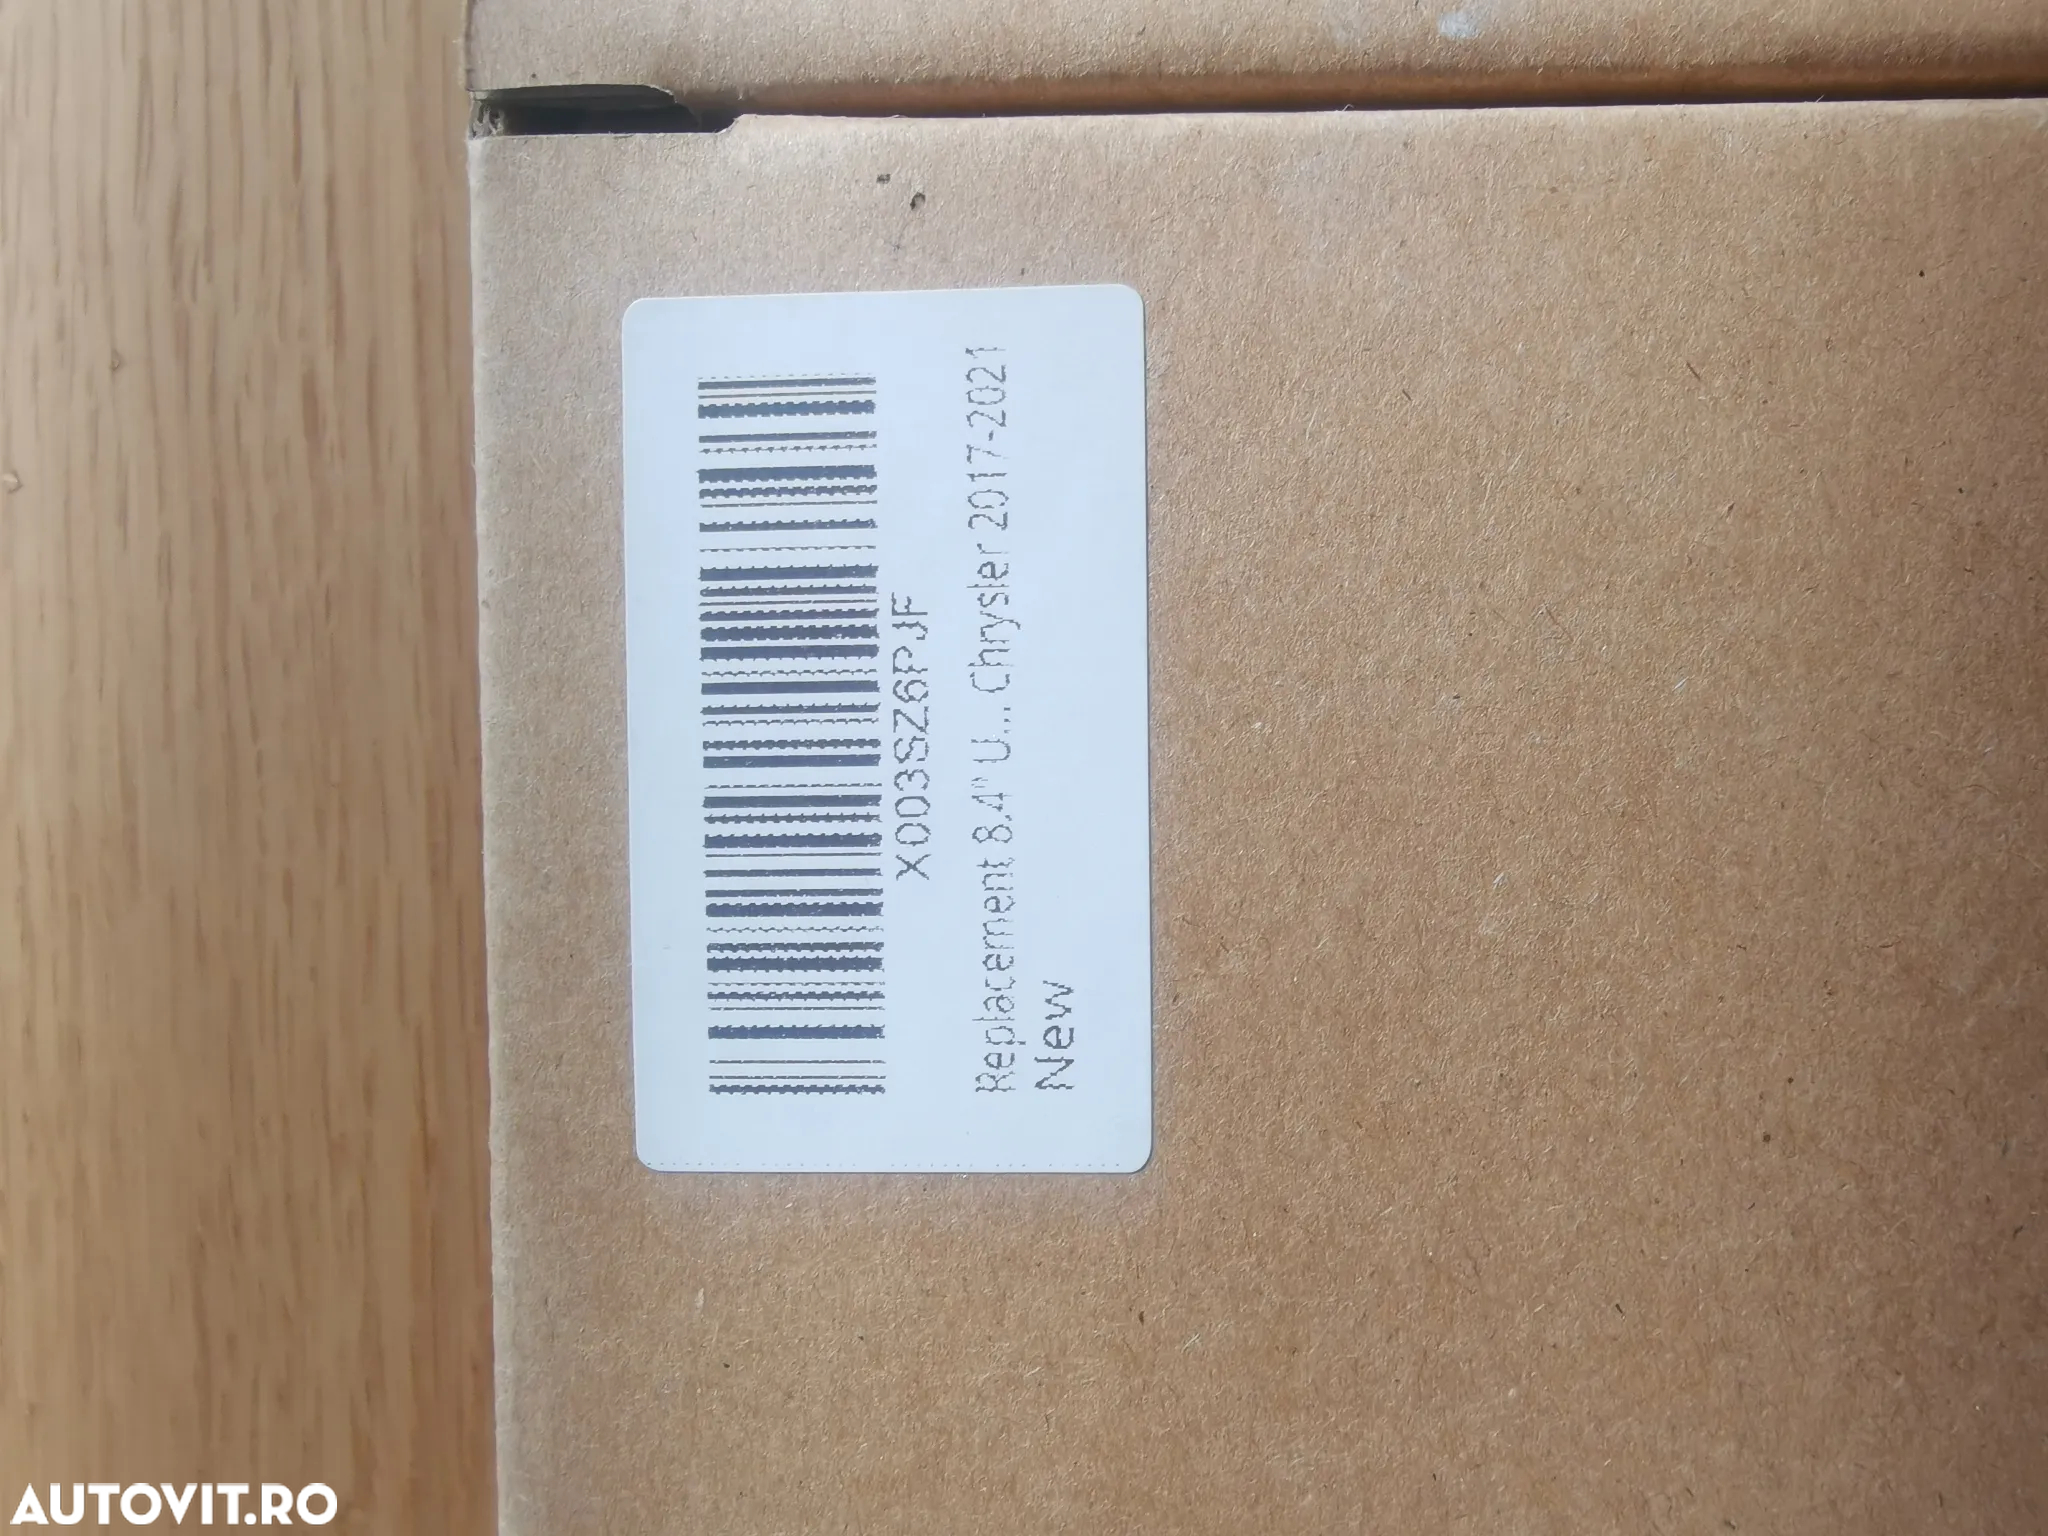 X003SZ6PJF
Replacement 8.4" U... Chrysler 2017-2021
New
AUTOVIT.RO